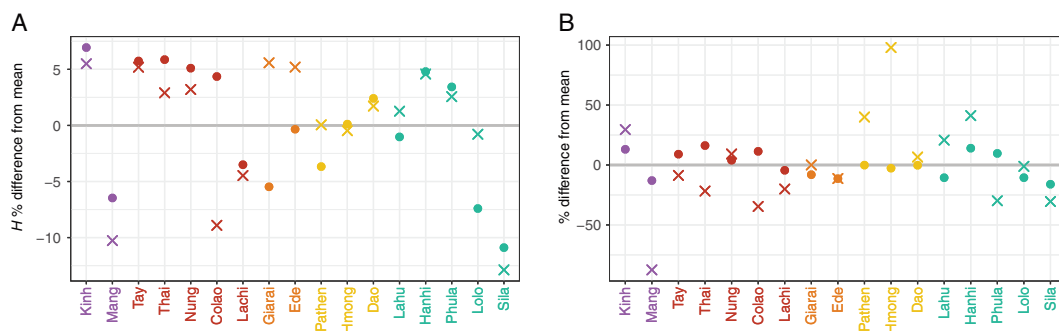 A
H % difference from mean
5
0
−5
−10
Kinh
Mang
Tay
Thai
Nung
Colao
Lachi
Giarai
Ede
Pathen
Hmong
Dao
Lahu
Hanhi
Phula
Lolo
Sila
B
% difference from mean
100
50
0
−50
Kinh
Mang
Tay
Thai
Nung
Colao
Lachi
Giarai
Ede
Pathen
Hmong
Dao
Lahu
Hanhi
Phula
Lolo
Sila